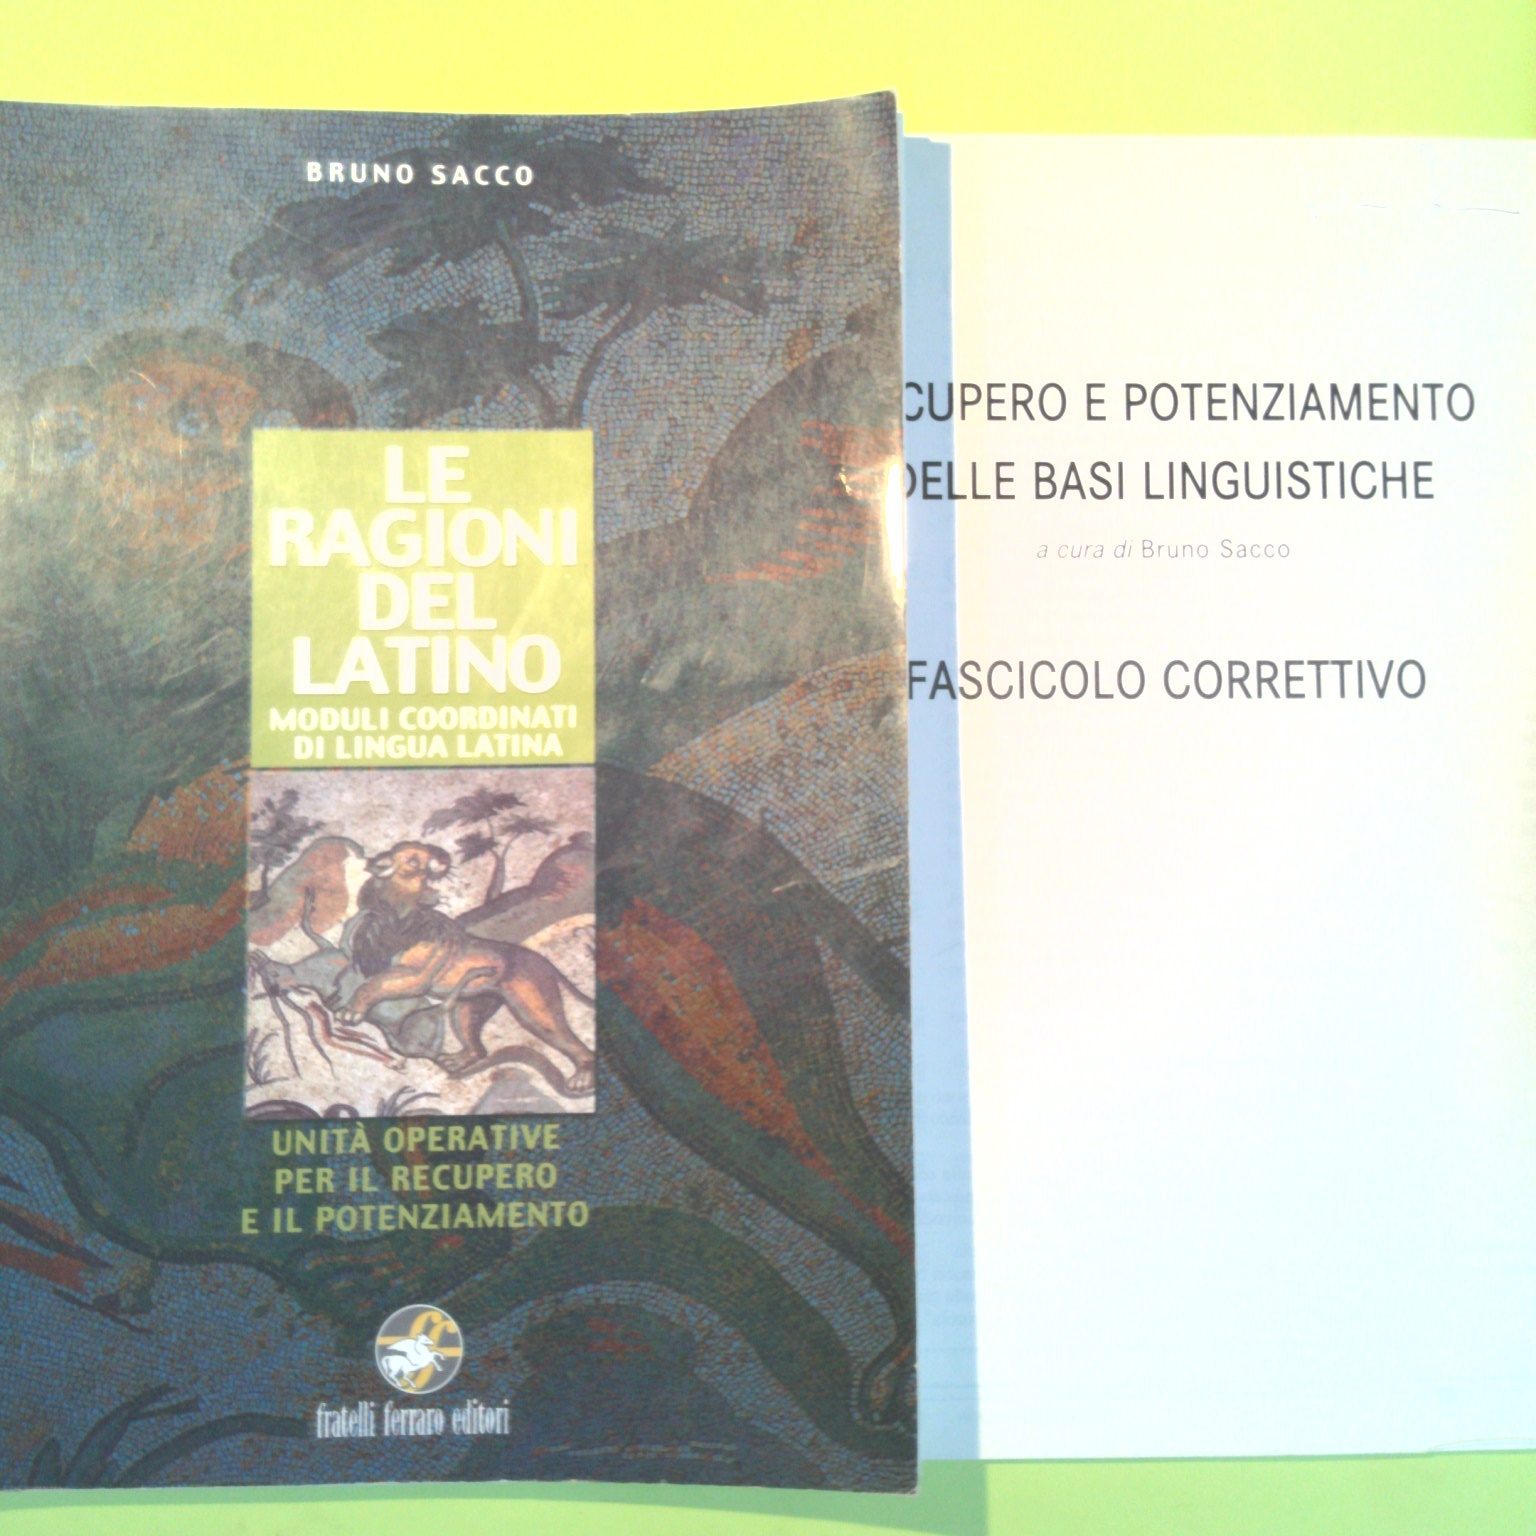 BRUNO SACCO
LE
RAGIONI
DEL
LATINO
MODULI COORDINATI
DI LINGUA LATINA
UNITÀ OPERATIVE
PER IL RECUPERO
E IL POTENZIAMENTO
fratelli ferraro editori
CUPERO E POTENZIAMENTO
DELLE BASI LINGUISTICHE
a cura di Bruno Sacco
FASCICOLO CORRETTIVO